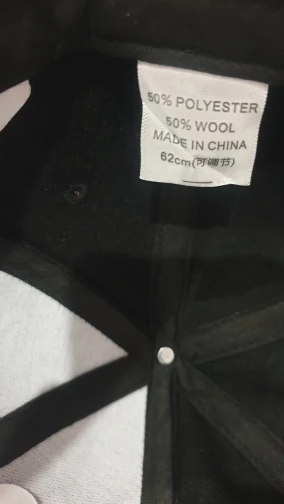 50% POLYESTER
50% WOOL
MADE IN CHINA
62cm(可调节)